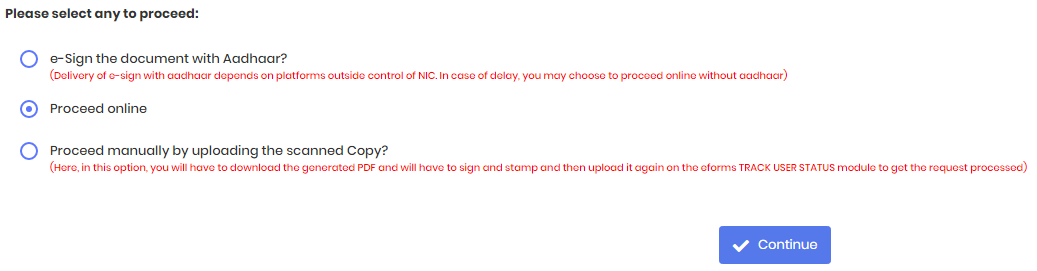 Please select any to proceed:
e-Sign the document with Aadhaar?
(Delivery of e-sign with aadhaar depends on platforms outside control of NIC. In case of delay, you may choose to proceed online without aadhaar)
Proceed online
Proceed manually by uploading the scanned Copy?
(Here, in this option, you will have to download the generated PDF and will have to sign and stamp and then upload it again on the eforms TRACK USER STATUS module to get the request processed)
Continue